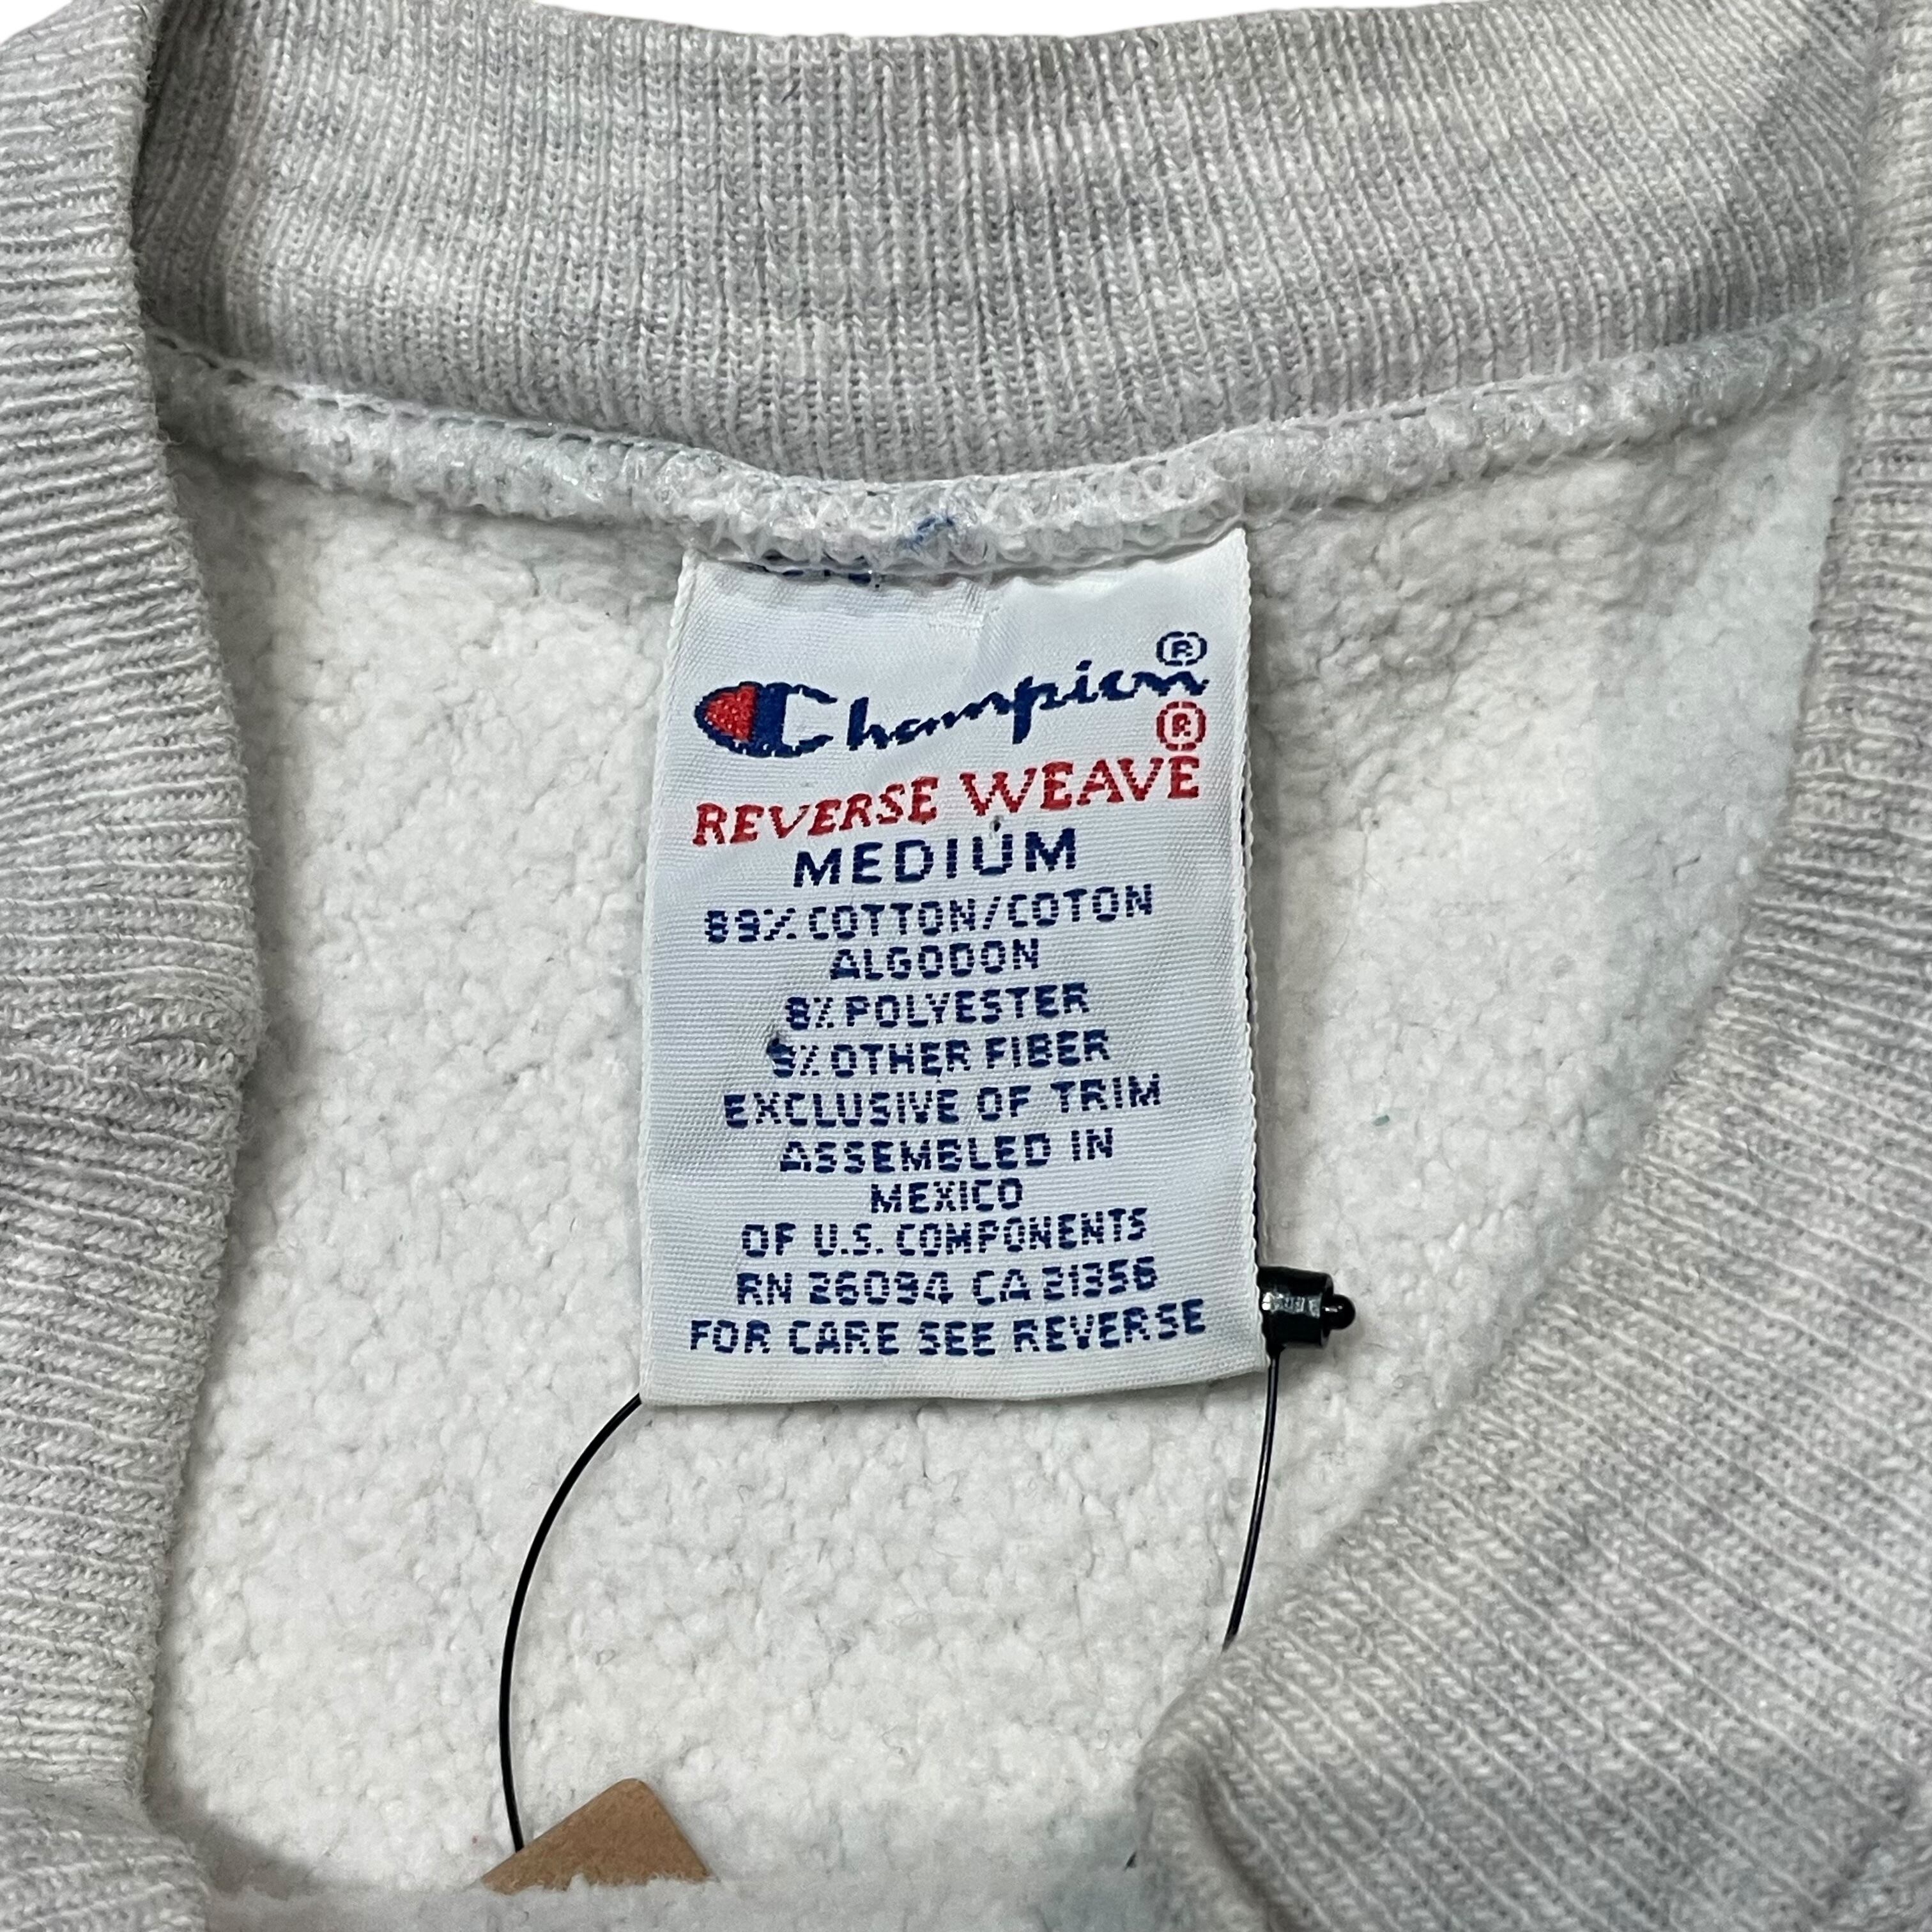 Champion®
®
REVERSE WEAVE
MEDIUM
89% COTTON/COTON
ALGODON
8% POLYESTER
3% OTHER FIBER
EXCLUSIVE OF TRIM
ASSEMBLED IN
MEXICO
OF U.S. COMPONENTS
RN 26094 CA 21356
FOR CARE SEE REVERSE